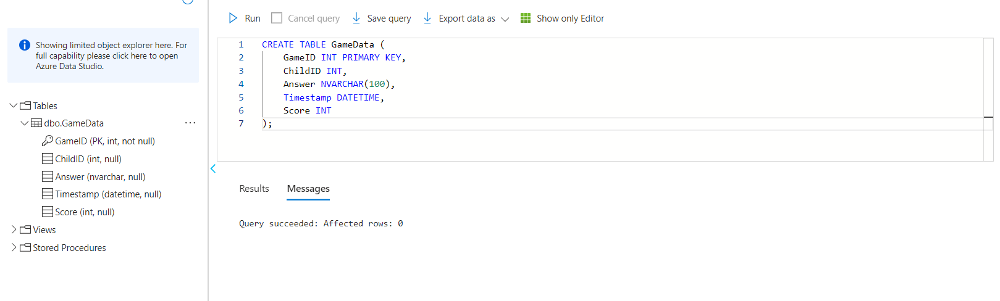 Showing limited object explorer here. For
full capability please click here to open
Azure Data Studio.
Tables
dbo.GameData
...
GameID (PK, int, not null)
ChildID (int, null)
Answer (nvarchar, null)
Timestamp (datetime, null)
Score (int, null)
Views
Stored Procedures
Run Cancel query Save query Export data as Show only Editor
1 CREATE TABLE GameData (
2 GameID INT PRIMARY KEY,
3 ChildID INT,
4 Answer NVARCHAR(100),
5 Timestamp DATETIME,
6 Score INT
7 );
Results Messages
Query succeeded: Affected rows: 0